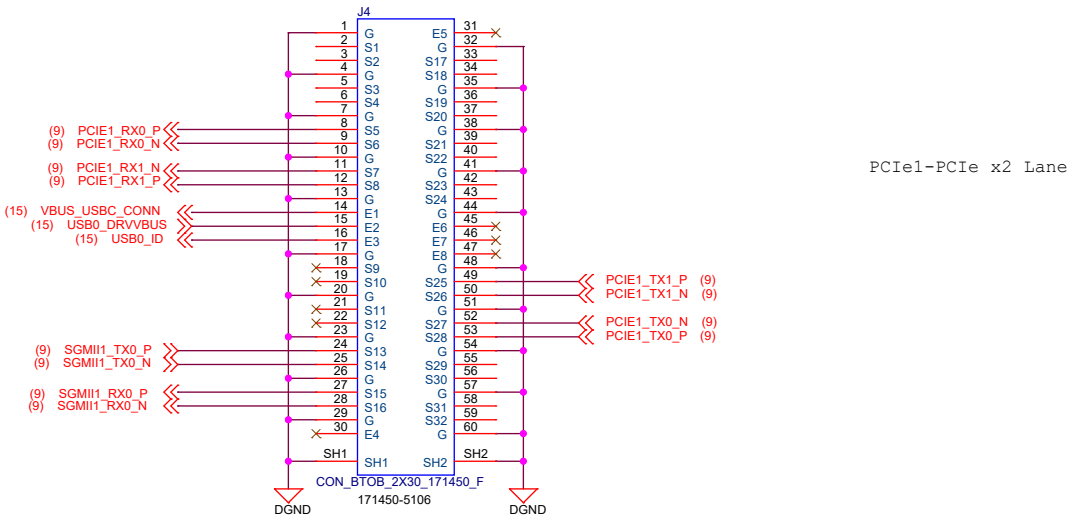 J4
1 G E5 31
2 S1 G 32
3 S2 S17 33
4 G S18 34
5 S3 G 35
6 S4 S19 36
7 G S20 37
(9) PCIE1_RX0_P 8 S5 G 38
(9) PCIE1_RX0_N 9 S6 S21 39
10 G S22 40
(9) PCIE1_RX1_N 11 S7 G 41
(9) PCIE1_RX1_P 12 S8 S23 42
13 G S24 43
(15) VBUS_USBC_CONN 14 E1 G 44
(15) USB0_DRVVBUS 15 E2 E6 45
(15) USB0_ID 16 E3 E7 46
17 G E8 47
18 S9 G 48
19 S10 S25 49 PCIE1_TX1_P (9)
20 G S26 50 PCIE1_TX1_N (9)
21 S11 G 51
22 S12 S27 52 PCIE1_TX0_N (9)
23 G S28 53 PCIE1_TX0_P (9)
(9) SGMII1_TX0_P 24 S13 G 54
(9) SGMII1_TX0_N 25 S14 S29 55
26 G S30 56
(9) SGMII1_RX0_P 27 S15 G 57
(9) SGMII1_RX0_N 28 S16 S31 58
29 G S32 59
30 E4 G 60
SH1 SH1 SH2 SH2
CON_BTOB_2X30_171450_F
171450-5106
DGND DGND
PCIe1-PCIe x2 Lane